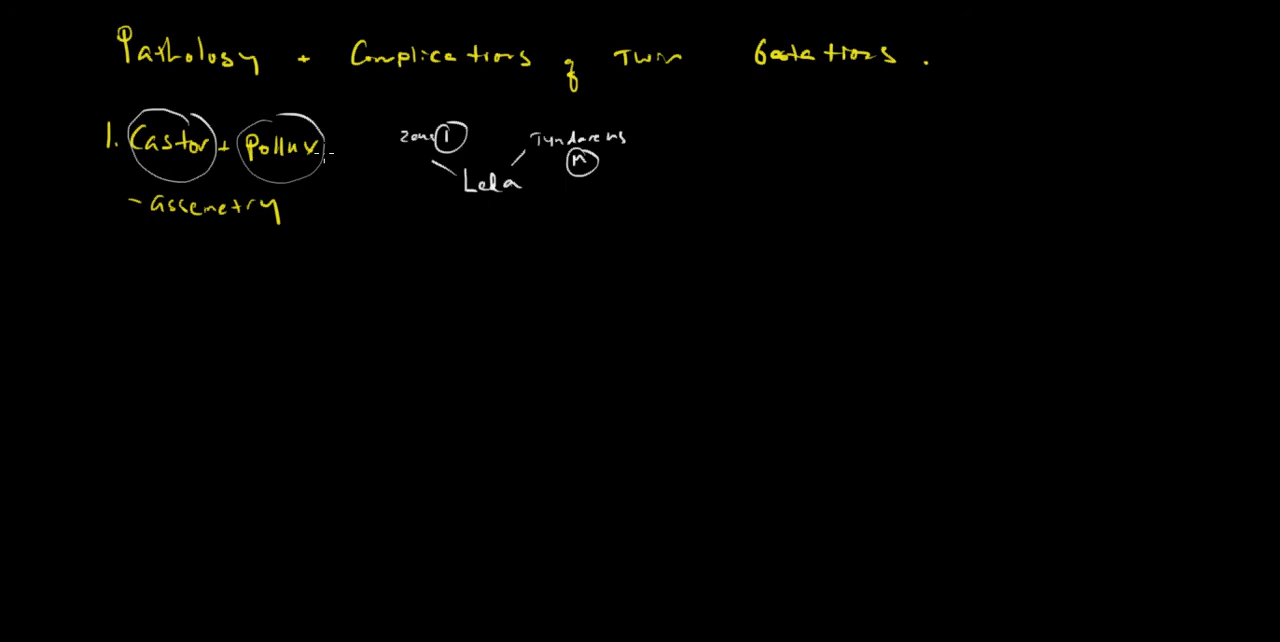 Pathology + Complications of Twin Gestations.
1. Castor + Pollux
Zeus I Tyndareus
M
Leda
- assemetry